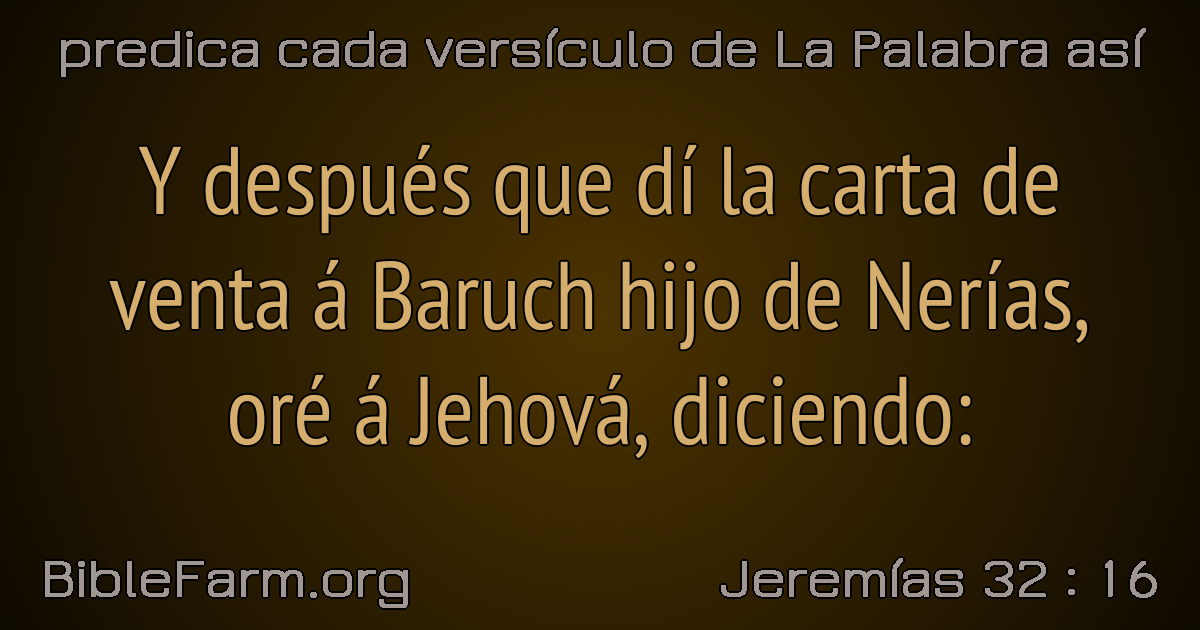 predica cada versículo de La Palabra así
Y después que dí la carta de
venta á Baruch hijo de Nerías,
oré á Jehová, diciendo:
BibleFarm.org
Jeremías 32 : 16